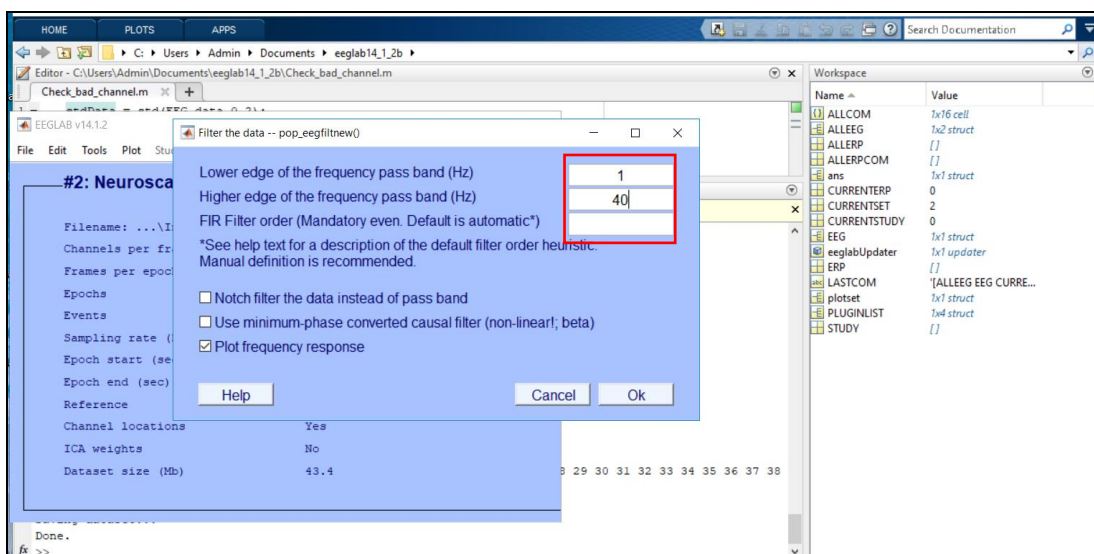 HOME PLOTS APPS Search Documentation
C: Users Admin Documents eeglab14_1_2b
Editor - C:\Users\Admin\Documents\eeglab14_1_2b\Check_bad_channel.m
Check_bad_channel.m
EEGLAB v14.1.2
File Edit Tools Plot
#2: Neurosca
Filename: ...\I
Channels per fr
Frames per epoc
Epochs
Events
Sampling rate (
Epoch start (se
Epoch end (sec)
Reference
Channel locations Yes
ICA weights No
Dataset size (Mb) 43.4
29 30 31 32 33 34 35 36 37 38
Filter the data -- pop_eegfiltnew()
Lower edge of the frequency pass band (Hz) 1
Higher edge of the frequency pass band (Hz) 40
FIR Filter order (Mandatory even. Default is automatic*)
*See help text for a description of the default filter order heuristic.
Manual definition is recommended.
Notch filter the data instead of pass band
Use minimum-phase converted causal filter (non-linear!; beta)
Plot frequency response
Help Cancel Ok
Done.
fx >>
Workspace
Name Value
ALLCOM 1x16 cell
ALLEEG 1x2 struct
ALLERP []
ALLERPCOM []
ans 1x1 struct
CURRENTERP 0
CURRENTSET 2
CURRENTSTUDY 0
EEG 1x1 struct
eeglabUpdater 1x1 updater
ERP []
abc LASTCOM '[ALLEEG EEG CURRE...
plotset 1x1 struct
PLUGINLIST 1x4 struct
STUDY []